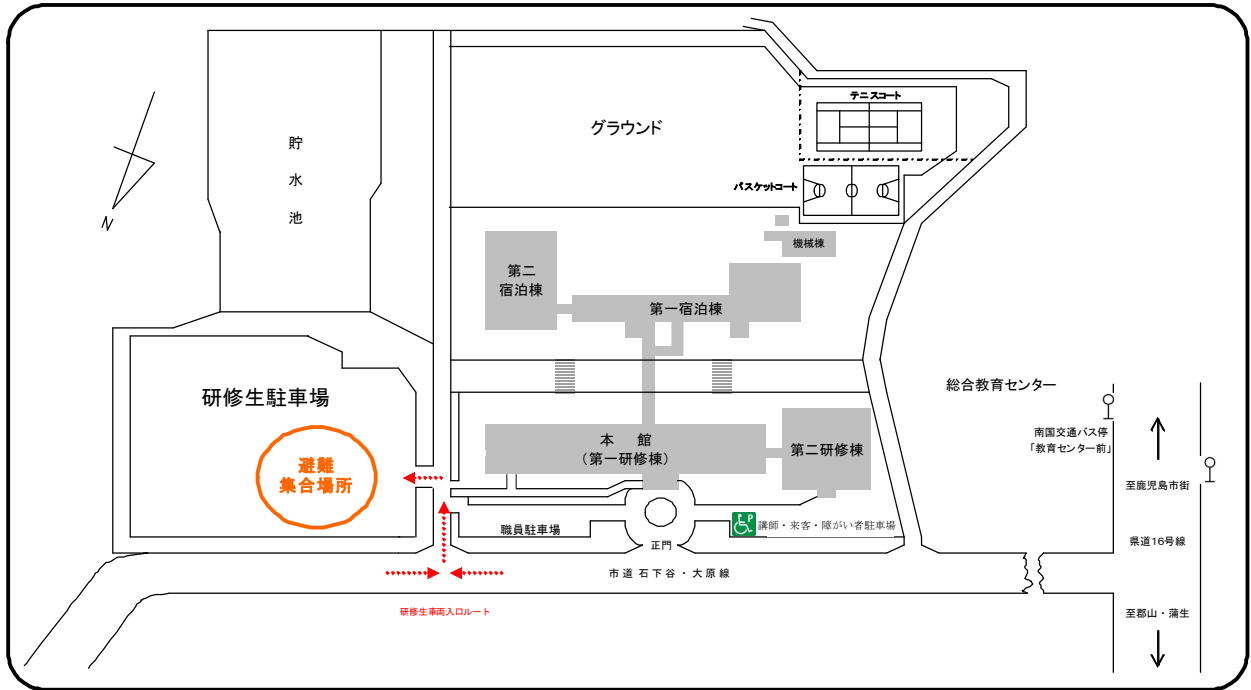 テニスコート
グラウンド
貯
水
池
バスケットコート
N
機械棟
第二
宿泊棟
第一宿泊棟
総合教育センター
研修生駐車場
南国交通バス停
「教育センター前」
本 館
（第一研修棟）
第二研修棟
避難
集合場所
至鹿児島市街
P
講師・来客・障がい者駐車場
職員駐車場
県道16号線
正門
市道 石下谷・大原線
研修生車両入口ルート
至郡山・蒲生